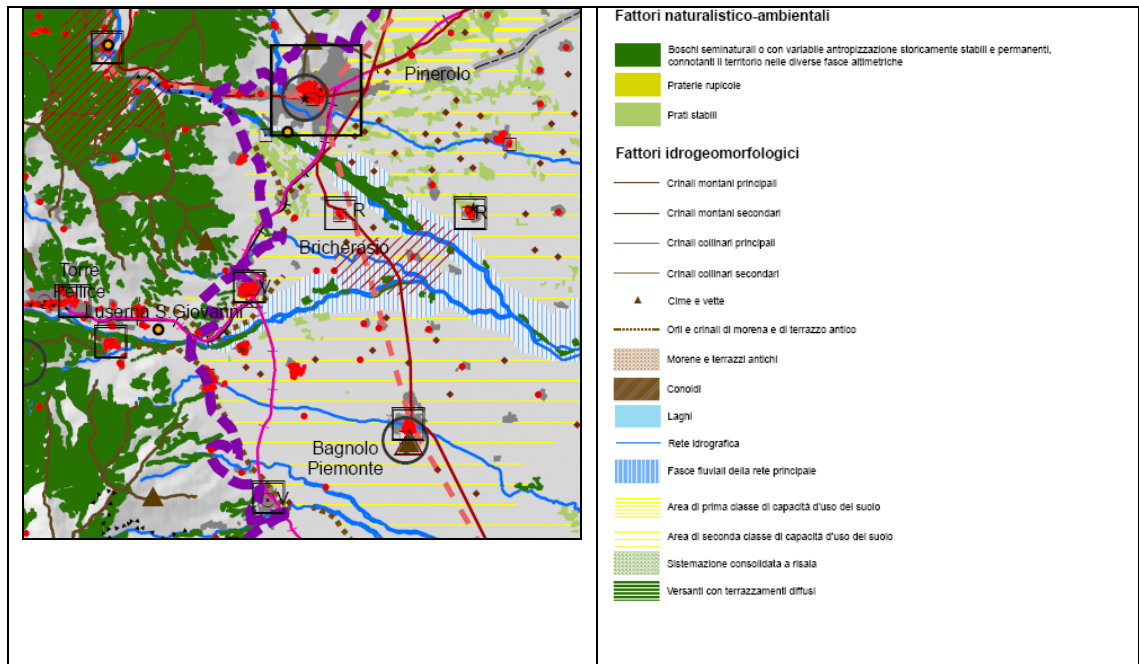 Pinerolo
R
R
Bricherasio
Torre
Pellice
V
Luserna S.Giovanni
Bagnolo
Piemonte
V
Fattori naturalistico-ambientali
Boschi seminaturali o con variabile antropizzazione storicamente stabili e permanenti,
connotanti il territorio nelle diverse fasce altimetriche
Praterie rupicole
Prati stabili
Fattori idrogeomorfologici
Crinali montani principali
Crinali montani secondari
Crinali collinari principali
Crinali collinari secondari
Cime e vette
Orli e crinali di morena e di terrazzo antico
Morene e terrazzi antichi
Conoidi
Laghi
Rete idrografica
Fasce fluviali della rete principale
Area di prima classe di capacità d'uso del suolo
Area di seconda classe di capacità d'uso del suolo
Sistemazione consolidata a risaia
Versanti con terrazzamenti diffusi